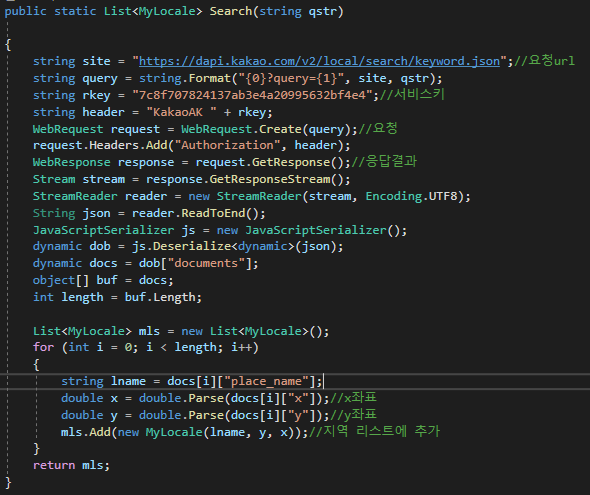 public static List<MyLocale> Search(string qstr)
{
string site = "https://dapi.kakao.com/v2/local/search/keyword.json";//요청url
string query = string.Format("{0}?query={1}", site, qstr);
string rkey = "7c8f707824137ab3e4a20995632bf4e4";//서비스키
string header = "KakaoAK " + rkey;
WebRequest request = WebRequest.Create(query);//요청
request.Headers.Add("Authorization", header);
WebResponse response = request.GetResponse();//응답결과
Stream stream = response.GetResponseStream();
StreamReader reader = new StreamReader(stream, Encoding.UTF8);
String json = reader.ReadToEnd();
JavaScriptSerializer js = new JavaScriptSerializer();
dynamic dob = js.Deserialize<dynamic>(json);
dynamic docs = dob["documents"];
object[] buf = docs;
int length = buf.Length;
List<MyLocale> mls = new List<MyLocale>();
for (int i = 0; i < length; i++)
{
string lname = docs[i]["place_name"];
double x = double.Parse(docs[i]["x"]);//x좌표
double y = double.Parse(docs[i]["y"]);//y좌표
mls.Add(new MyLocale(lname, y, x));//지역 리스트에 추가
}
return mls;
}